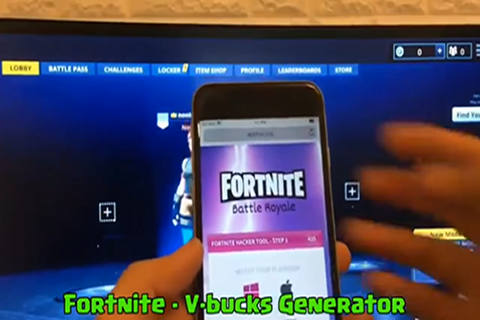 LOBBY BATTLE PASS CHALLENGES LOCKER ITEM SHOP PROFILE LEADERBOARDS STORE
0 0
Find
FORTNITE
Battle Royale
FORTNITE HACKER TOOL - STEP 1
Fortnite - V-bucks Generator